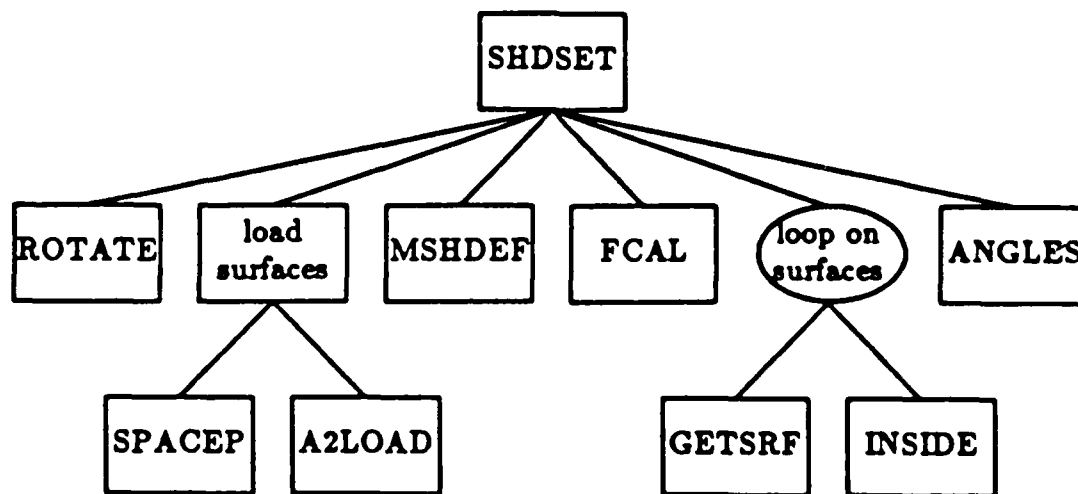 SHDSET
ROTATE
load
surfaces
MSHDEF
FCAL
loop on
surfaces
ANGLES
SPACEP
A2LOAD
GETSRF
INSIDE